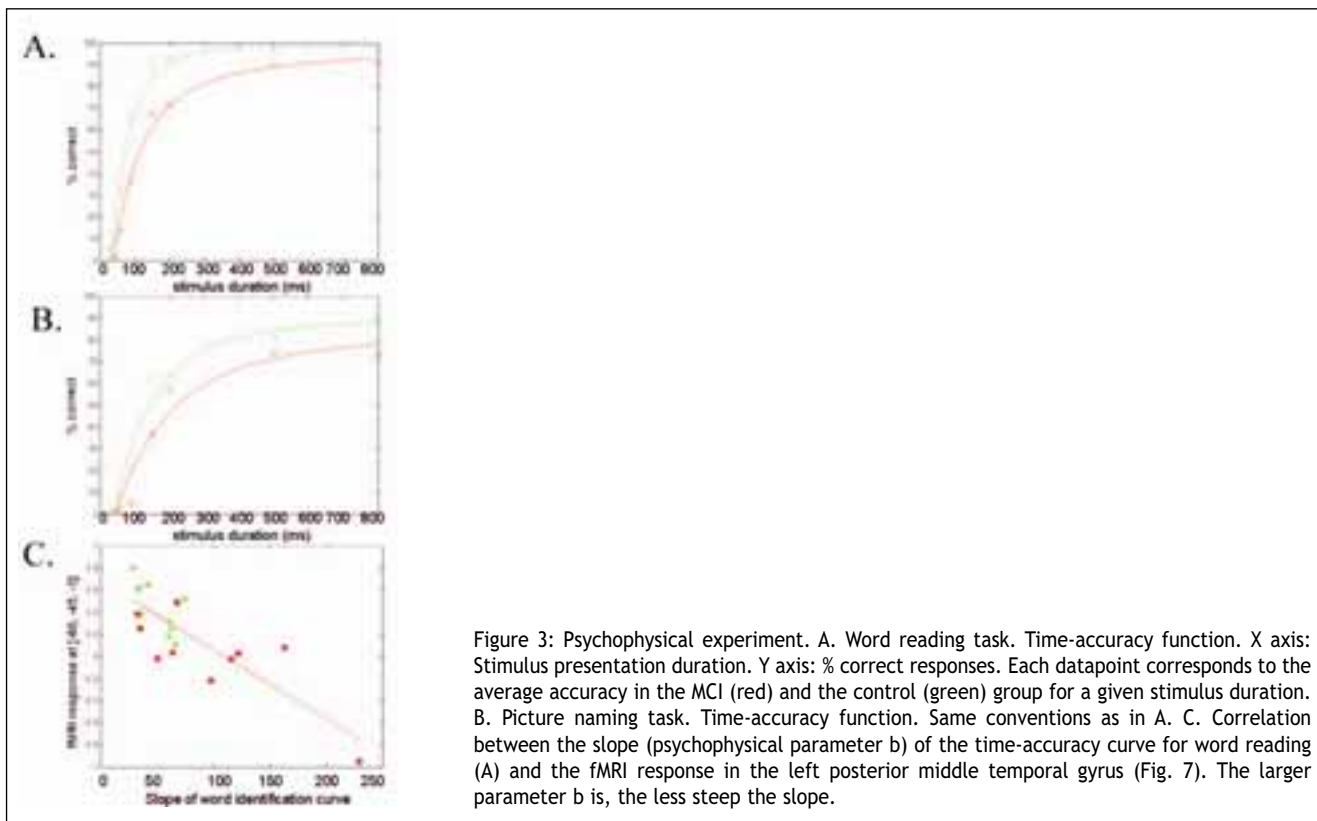 A.
% correct
0 100 200 300 400 500 600 700 800
stimulus duration (ms)
B.
% correct
0 100 200 300 400 500 600 700 800
stimulus duration (ms)
C.
fMRI response at
0 50 100 150 200 250
Slope of word identification curve
Figure 3: Psychophysical experiment. A. Word reading task. Time-accuracy function. X axis:
Stimulus presentation duration. Y axis: % correct responses. Each datapoint corresponds to the
average accuracy in the MCI (red) and the control (green) group for a given stimulus duration.
B. Picture naming task. Time-accuracy function. Same conventions as in A. C. Correlation
between the slope (psychophysical parameter b) of the time-accuracy curve for word reading
(A) and the fMRI response in the left posterior middle temporal gyrus (Fig. 7). The larger
parameter b is, the less steep the slope.